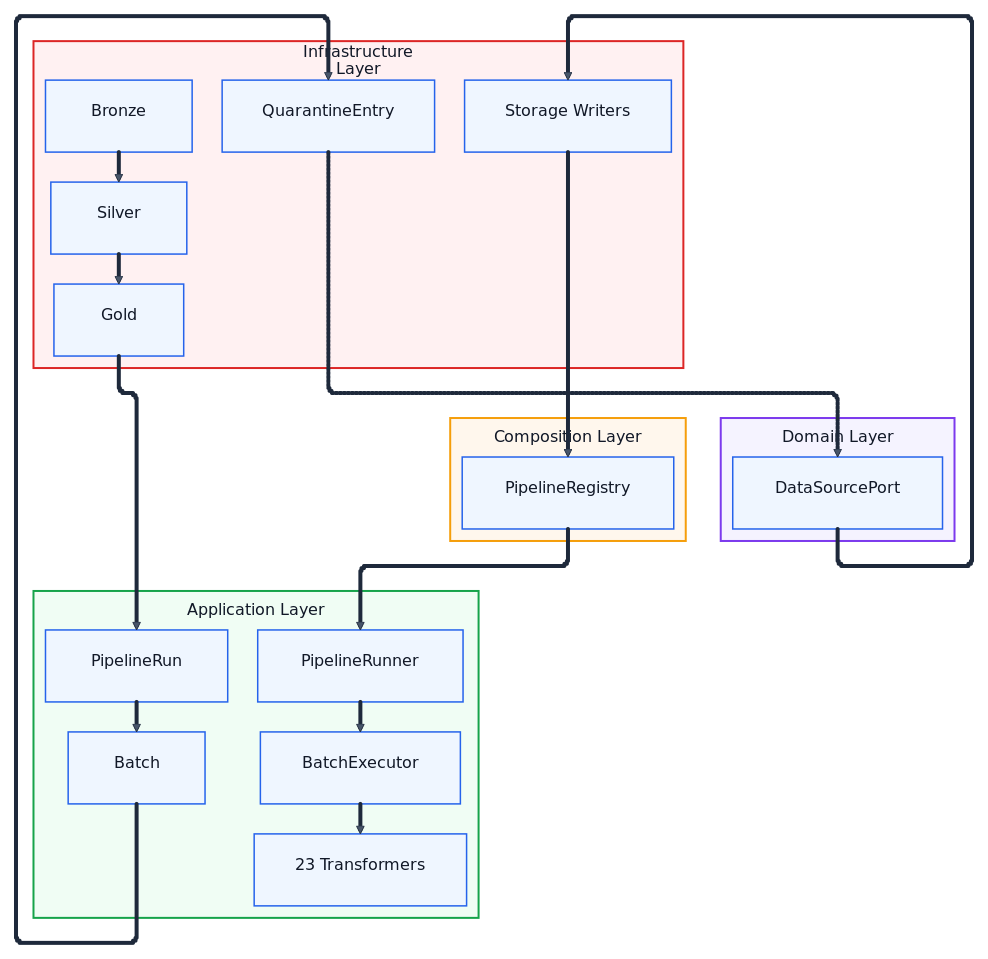 Infrastructure
Layer
Bronze
QuarantineEntry
Storage Writers
Silver
Gold
Composition Layer
Domain Layer
PipelineRegistry
DataSourcePort
Application Layer
PipelineRun
PipelineRunner
Batch
BatchExecutor
23 Transformers